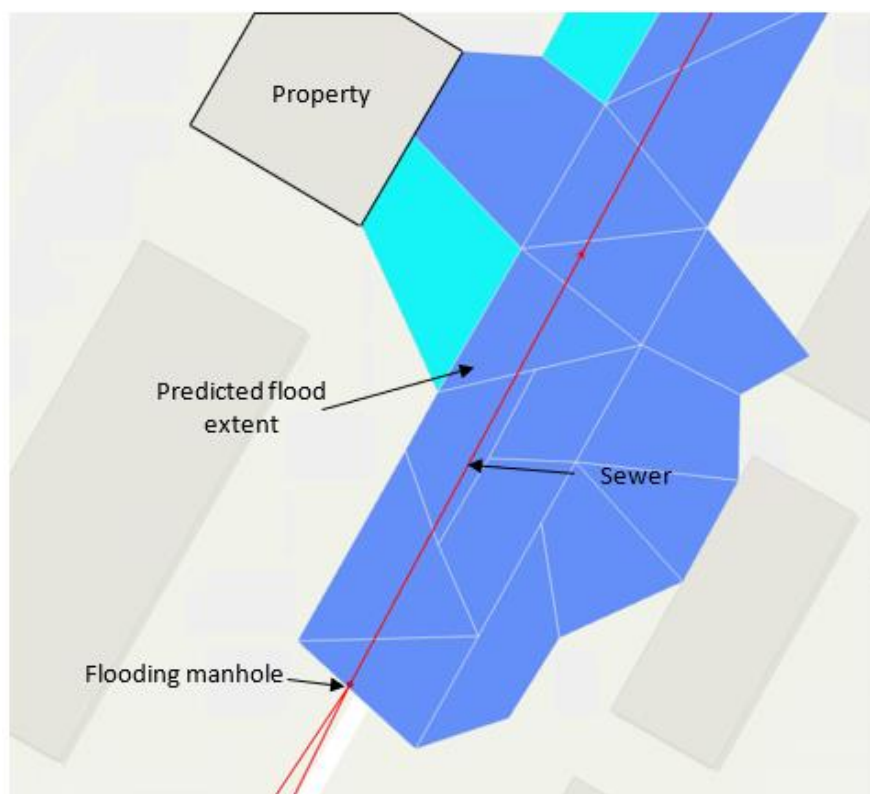 Property
Predicted flood
extent
Sewer
Flooding manhole